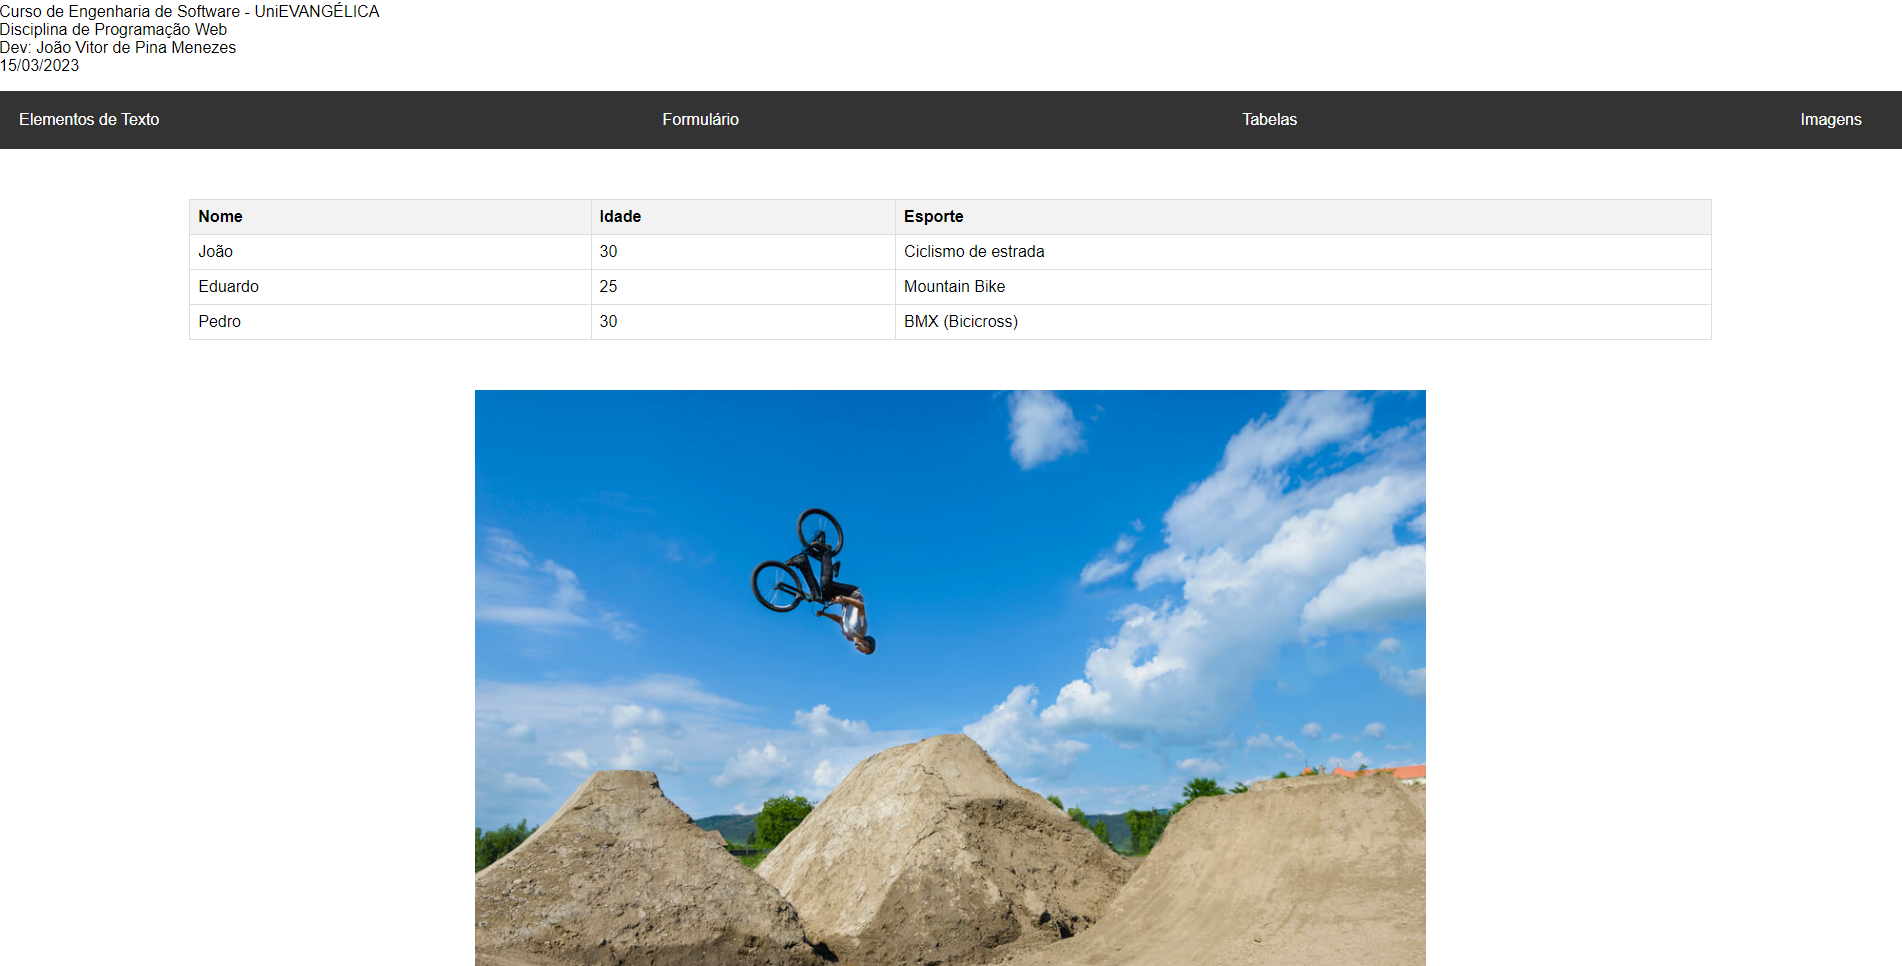 Curso de Engenharia de Software - UniEVANGÉLICA
Disciplina de Programação Web
Dev: João Vitor de Pina Menezes
15/03/2023
Elementos de Texto Formulário Tabelas Imagens
Nome Idade Esporte
João 30 Ciclismo de estrada
Eduardo 25 Mountain Bike
Pedro 30 BMX (Bicicross)